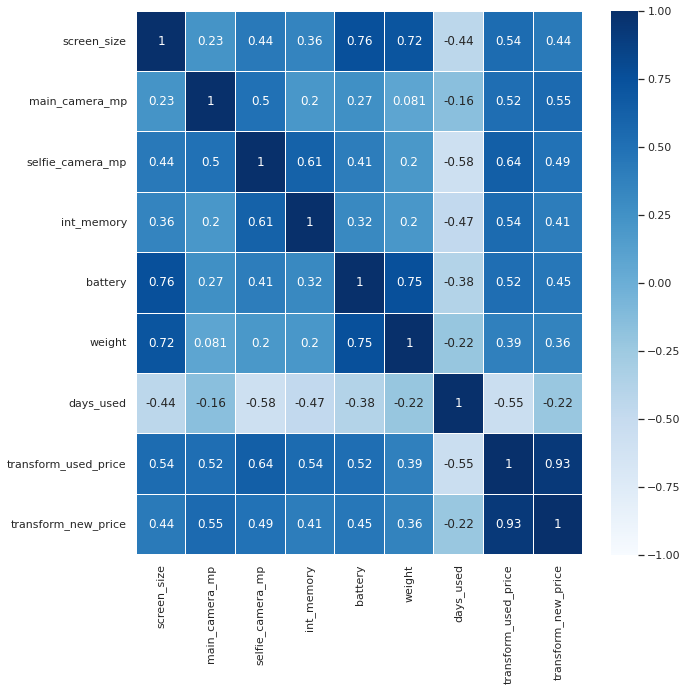 screen_size 1 0.23 0.44 0.36 0.76 0.72 -0.44 0.54 0.44
main_camera_mp 0.23 1 0.5 0.2 0.27 0.081 -0.16 0.52 0.55
selfie_camera_mp 0.44 0.5 1 0.61 0.41 0.2 -0.58 0.64 0.49
int_memory 0.36 0.2 0.61 1 0.32 0.2 -0.47 0.54 0.41
battery 0.76 0.27 0.41 0.32 1 0.75 -0.38 0.52 0.45
weight 0.72 0.081 0.2 0.2 0.75 1 -0.22 0.39 0.36
days_used -0.44 -0.16 -0.58 -0.47 -0.38 -0.22 1 -0.55 -0.22
transform_used_price 0.54 0.52 0.64 0.54 0.52 0.39 -0.55 1 0.93
transform_new_price 0.44 0.55 0.49 0.41 0.45 0.36 -0.22 0.93 1
screen_size
main_camera_mp
selfie_camera_mp
int_memory
battery
weight
days_used
transform_used_price
transform_new_price
1.00
0.75
0.50
0.25
0.00
−0.25
−0.50
−0.75
−1.00